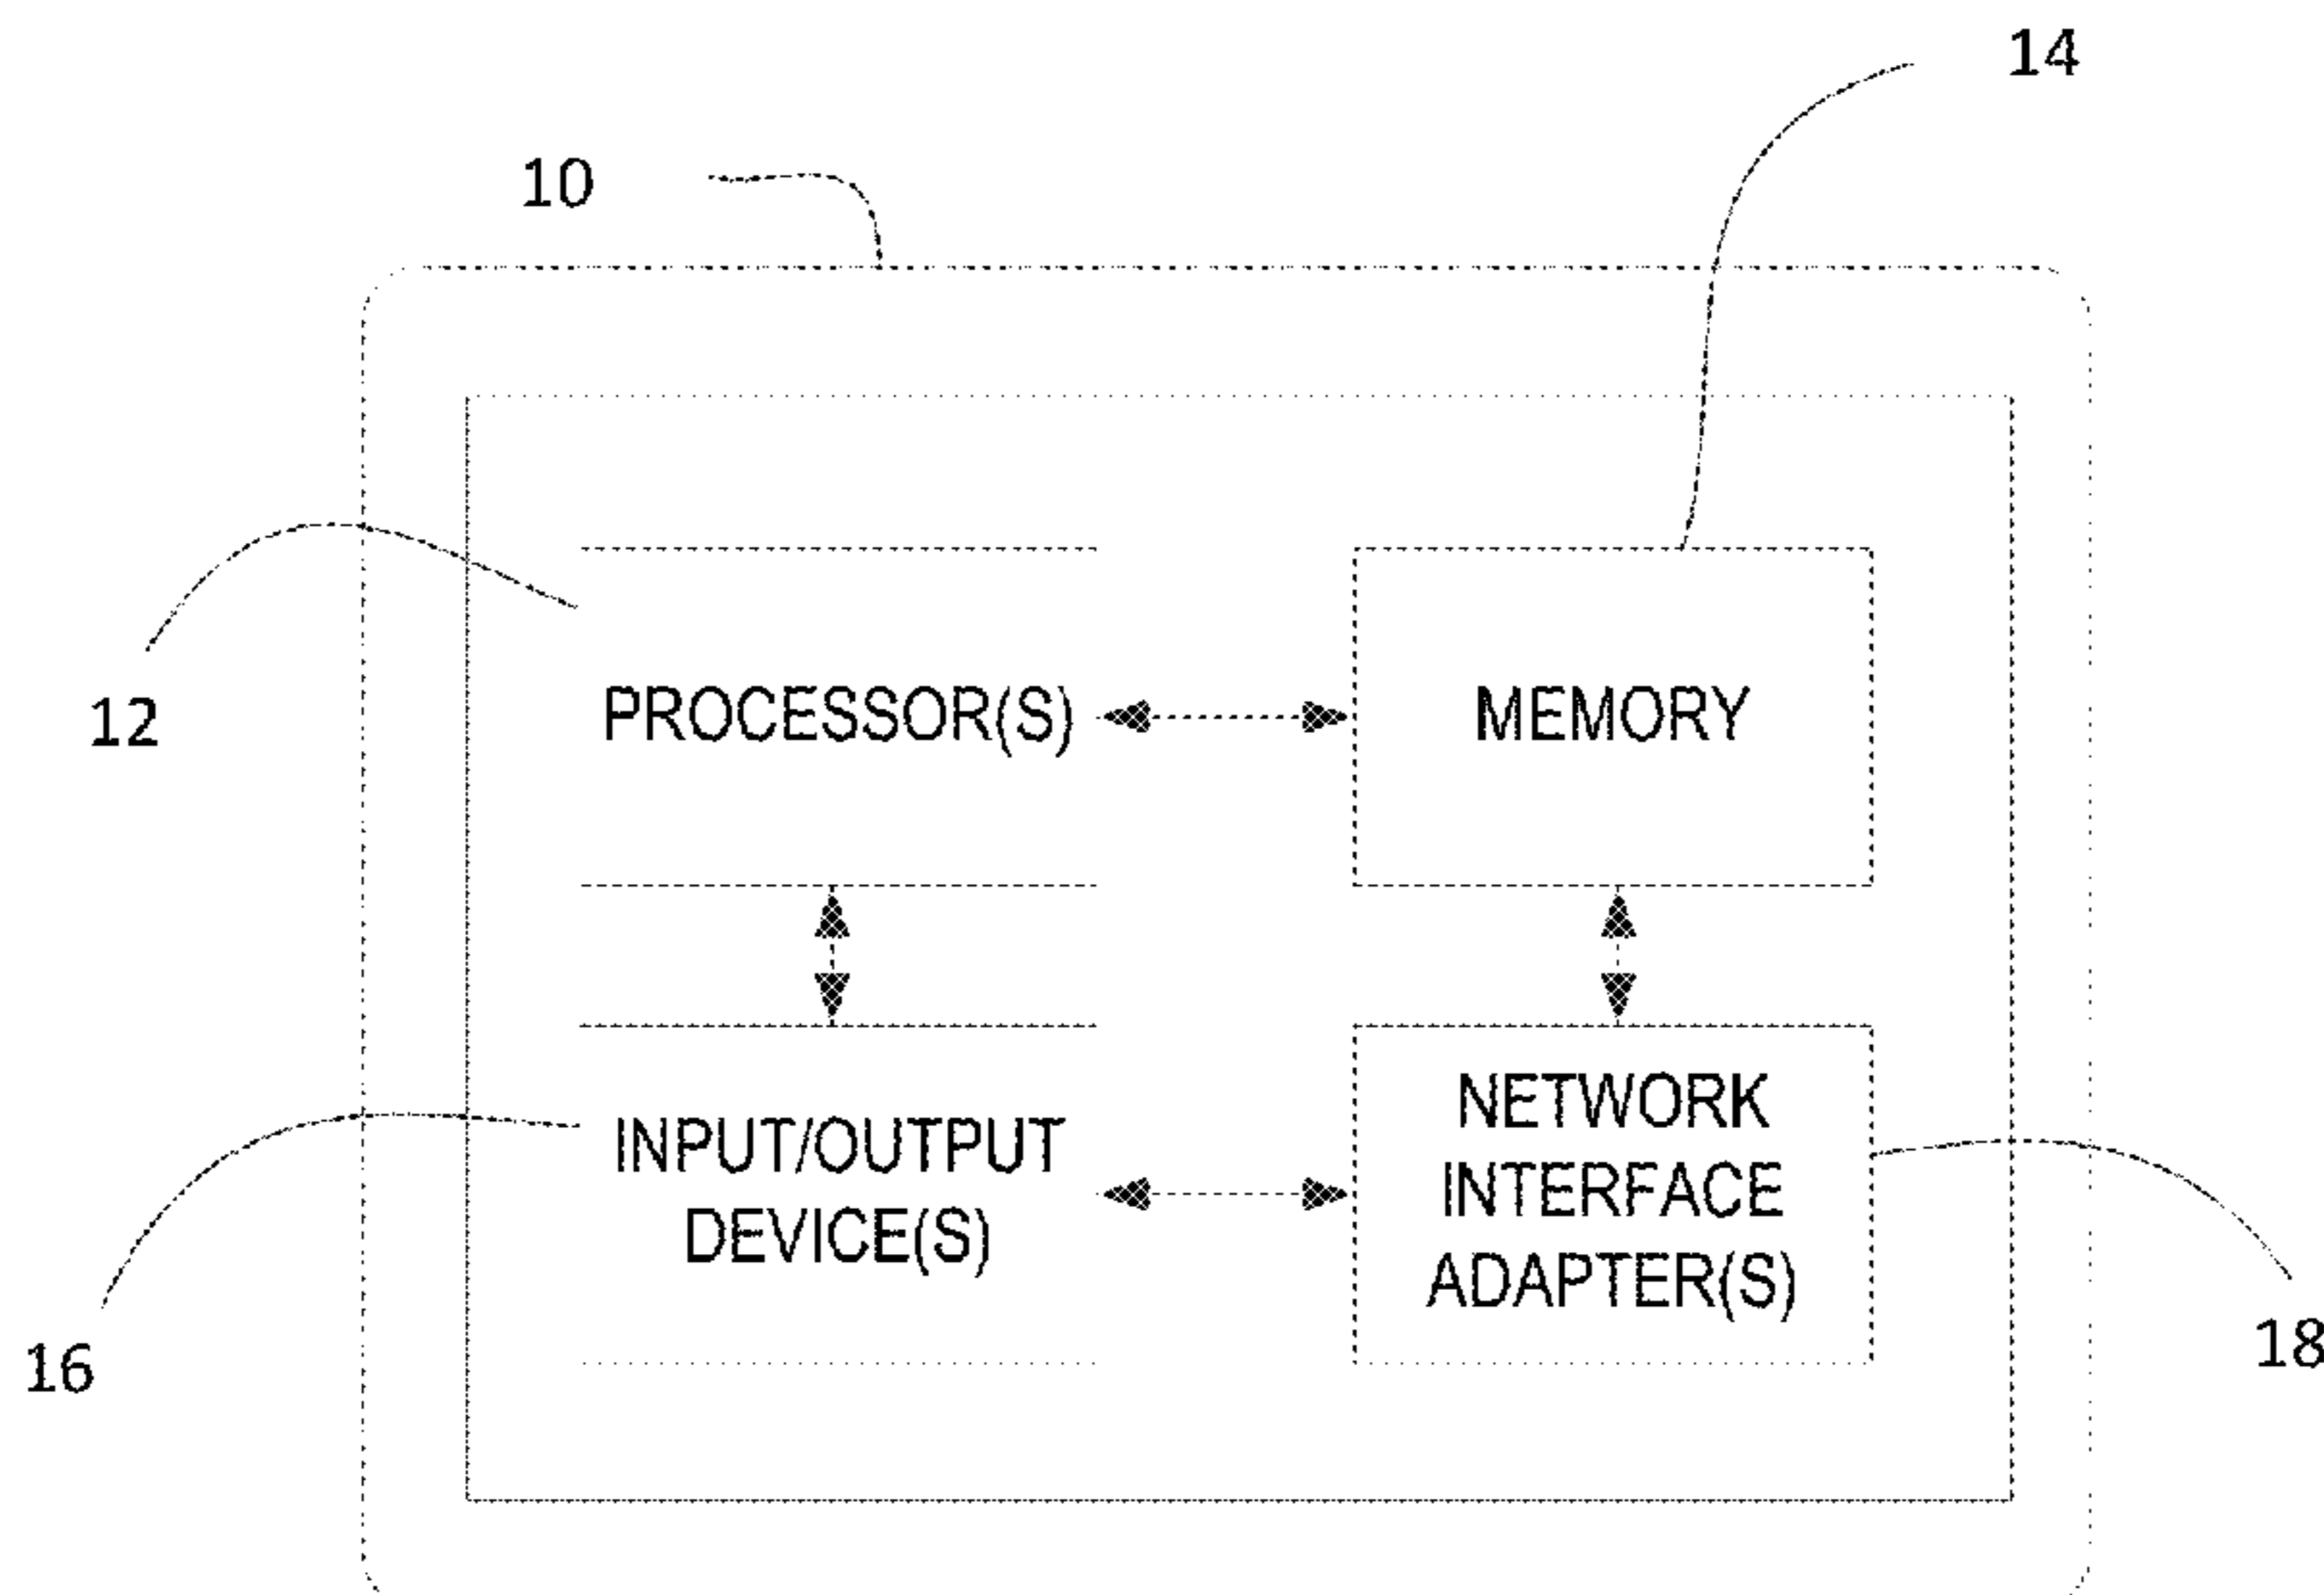 14
10
12
PROCESSOR(S)
MEMORY
16
INPUT/OUTPUT
DEVICE(S)
NETWORK
INTERFACE
ADAPTER(S)
18